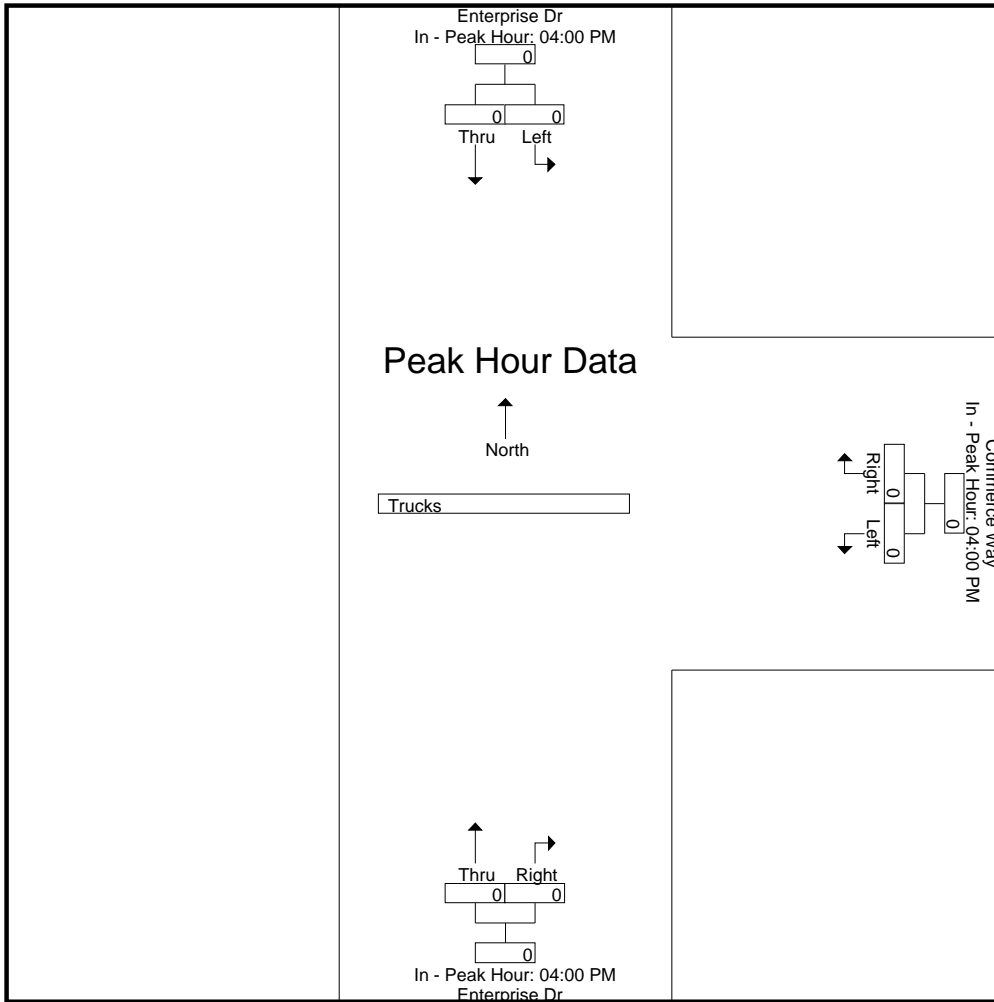 Enterprise Dr
In - Peak Hour: 04:00 PM
0
0 0
Thru Left
Peak Hour Data
North
Trucks
Commerce Way
In - Peak Hour: 04:00 PM
0
0 0
Right Left
Thru Right
0 0
0
In - Peak Hour: 04:00 PM
Enterprise Dr